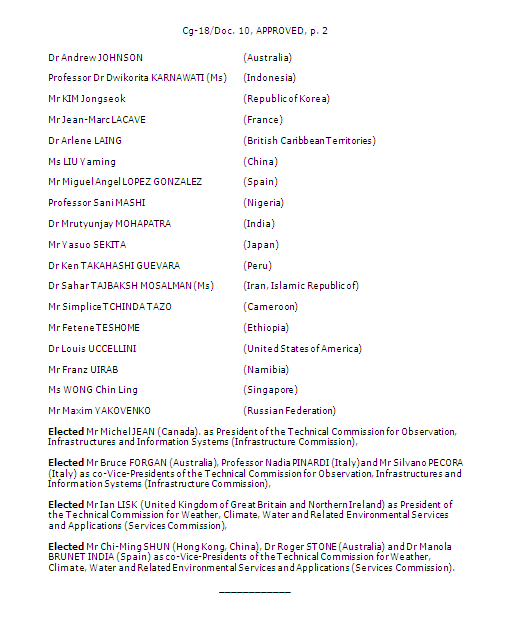 Cg-18/Doc. 10, APPROVED, p. 2
Dr Andrew JOHNSON (Australia)
Professor Dr Dwikorita KARNAWATI (Ms) (Indonesia)
Mr KIM Jongseok (Republic of Korea)
Mr Jean-Marc LACAVE (France)
Dr Arlene LAING (British Caribbean Territories)
Ms LIU Yaming (China)
Mr Miguel Angel LOPEZ GONZALEZ (Spain)
Professor Sani MASHI (Nigeria)
Dr Mrutyunjay MOHAPATRA (India)
Mr Yasuo SEKITA (Japan)
Dr Ken TAKAHASHI GUEVARA (Peru)
Dr Sahar TAJBAKSH MOSALMAN (Ms) (Iran, Islamic Republic of)
Mr Simplice TCHINDA TAZO (Cameroon)
Mr Fetene TESHOME (Ethiopia)
Dr Louis UCCELLINI (United States of America)
Mr Franz UIRAB (Namibia)
Ms WONG Chin Ling (Singapore)
Mr Maxim YAKOVENKO (Russian Federation)
Elected Mr Michel JEAN (Canada). as President of the Technical Commission for Observation,
Infrastructures and Information Systems (Infrastructure Commission),
Elected Mr Bruce FORGAN (Australia), Professor Nadia PINARDI (Italy) and Mr Silvano PECORA
(Italy) as co-Vice-Presidents of the Technical Commission for Observation, Infrastructures and
Information Systems (Infrastructure Commission),
Elected Mr Ian LISK (United Kingdom of Great Britain and Northern Ireland) as President of
the Technical Commission for Weather, Climate, Water and Related Environmental Services
and Applications (Services Commission),
Elected Mr Chi-Ming SHUN (Hong Kong, China), Dr Roger STONE (Australia) and Dr Manola
BRUNET INDIA (Spain) as co-Vice-Presidents of the Technical Commission for Weather,
Climate, Water and Related Environmental Services and Applications (Services Commission).